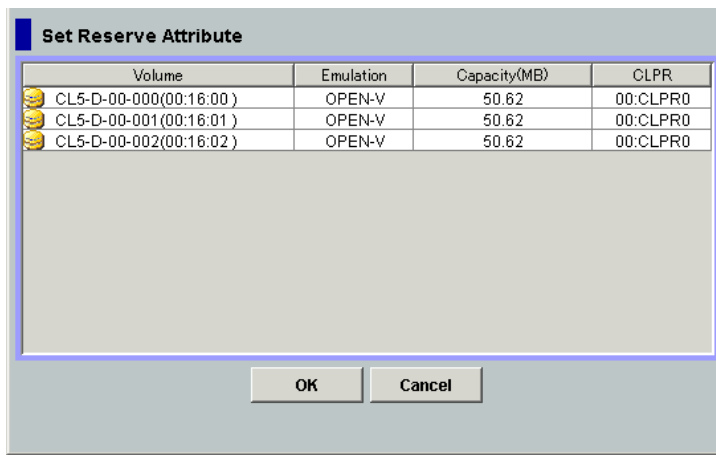 Set Reserve Attribute
Volume Emulation Capacity(MB) CLPR
CL5-D-00-000(00:16:00 ) OPEN-V 50.62 00:CLPR0
CL5-D-00-001(00:16:01 ) OPEN-V 50.62 00:CLPR0
CL5-D-00-002(00:16:02 ) OPEN-V 50.62 00:CLPR0
OK Cancel